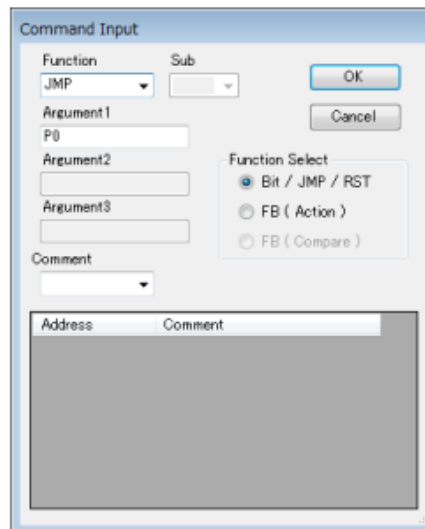 Command Input
Function Sub
JMP
OK
Argument1
Cancel
P0
Argument2
Function Select
Bit / JMP / RST
Argument3
FB ( Action )
FB ( Compare )
Comment
Address Comment